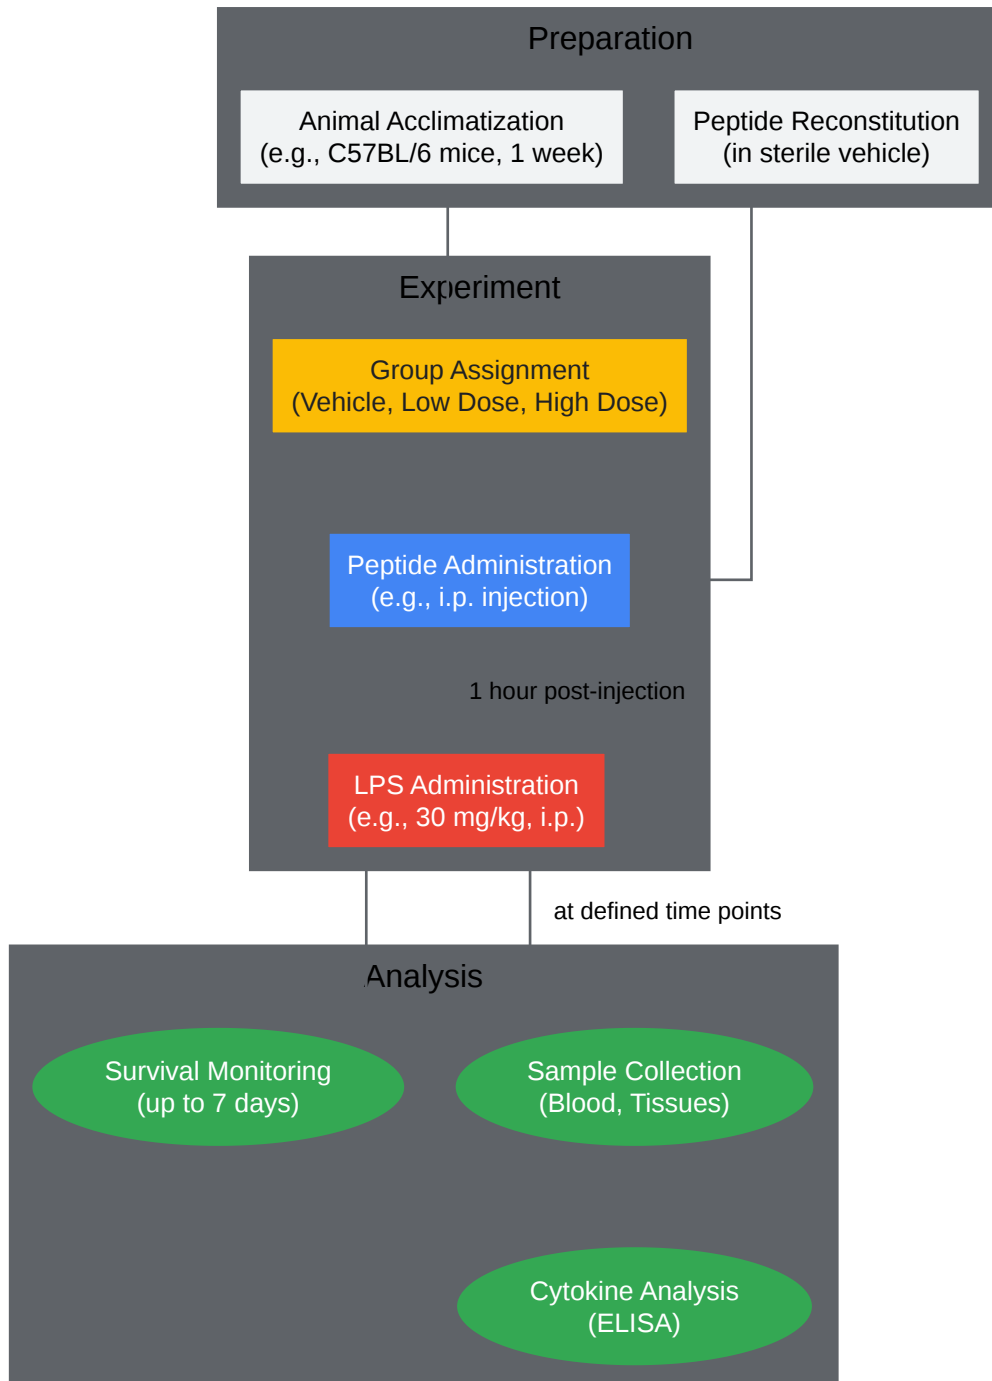 Preparation
Animal Acclimatization
(e.g., C57BL/6 mice, 1 week)
Peptide Reconstitution
(in sterile vehicle)
Experiment
Group Assignment
(Vehicle, Low Dose, High Dose)
Peptide Administration
(e.g., i.p. injection)
1 hour post-injection
LPS Administration
(e.g., 30 mg/kg, i.p.)
at defined time points
Analysis
Survival Monitoring
(up to 7 days)
Sample Collection
(Blood, Tissues)
Cytokine Analysis
(ELISA)